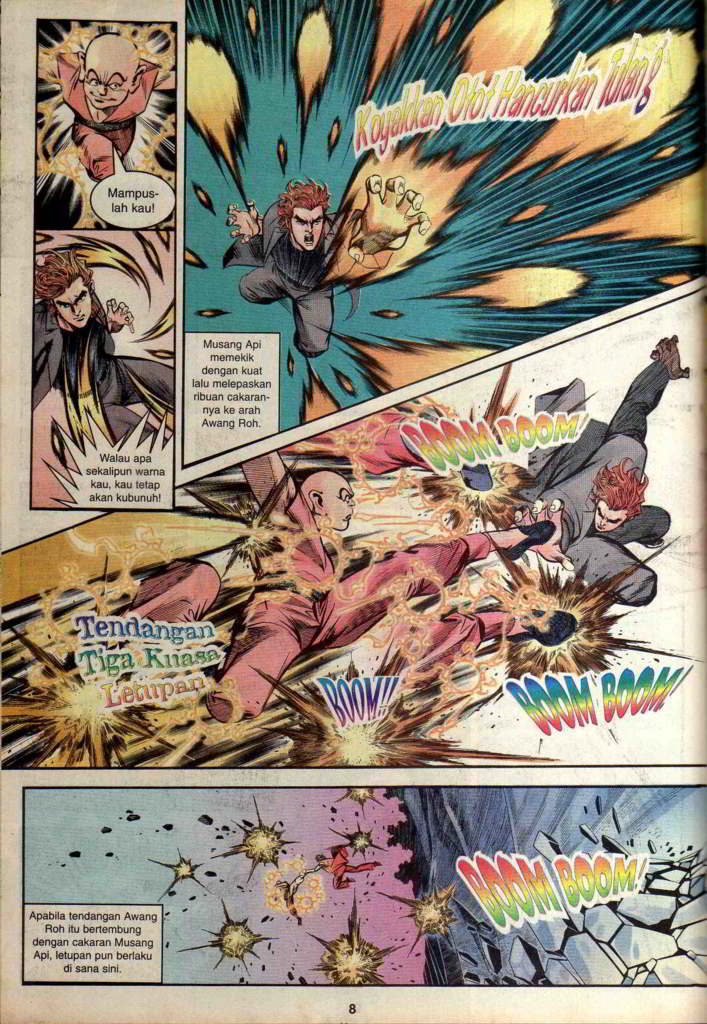 Mampus-
lah kau!
Koyakkan Otot Hancurkan Tulang
Walau apa
sekalipun warna
kau, kau tetap
akan kubunuh!
Musang Api
memekik
dengan kuat
lalu melepaskan
ribuan cakaran-
nya ke arah
Awang Roh.
BOOM BOOM!
Tendangan
Tiga Kuasa
Letupan
BOOM!!
BOOM BOOM!
BOOM BOOM!
Apabila tendangan Awang
Roh itu bertembung
dengan cakaran Musang
Api, letupan pun berlaku
di sana sini.
8